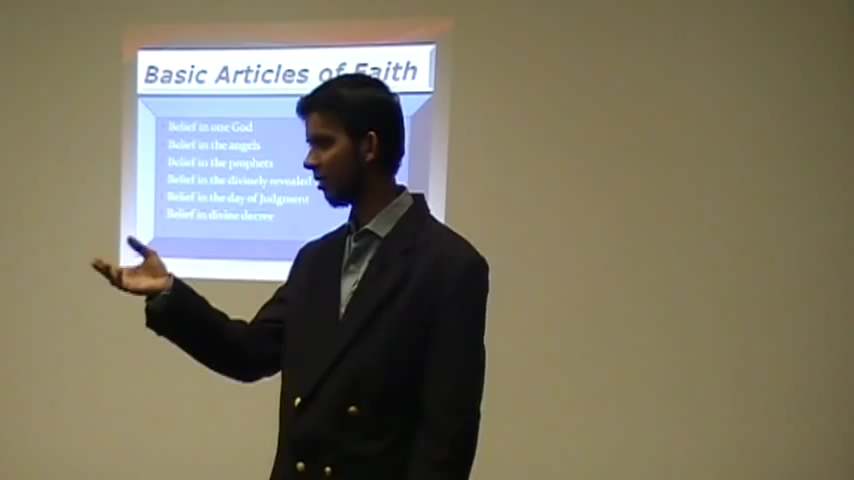 Basic Articles of Faith
Belief in one God
Belief in the angels
Belief in the prophets
Belief in the divinely revealed
Belief in the day of Judgment
Belief in divine decree